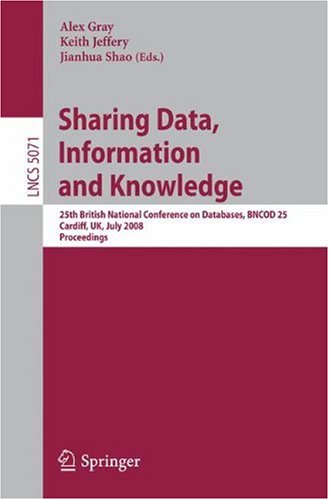 Alex Gray
Keith Jeffery
Jianhua Shao (Eds.)
LNCS 5071
Sharing Data,
Information
and Knowledge
25th British National Conference on Databases, BNCOD 25
Cardiff, UK, July 2008
Proceedings
Springer